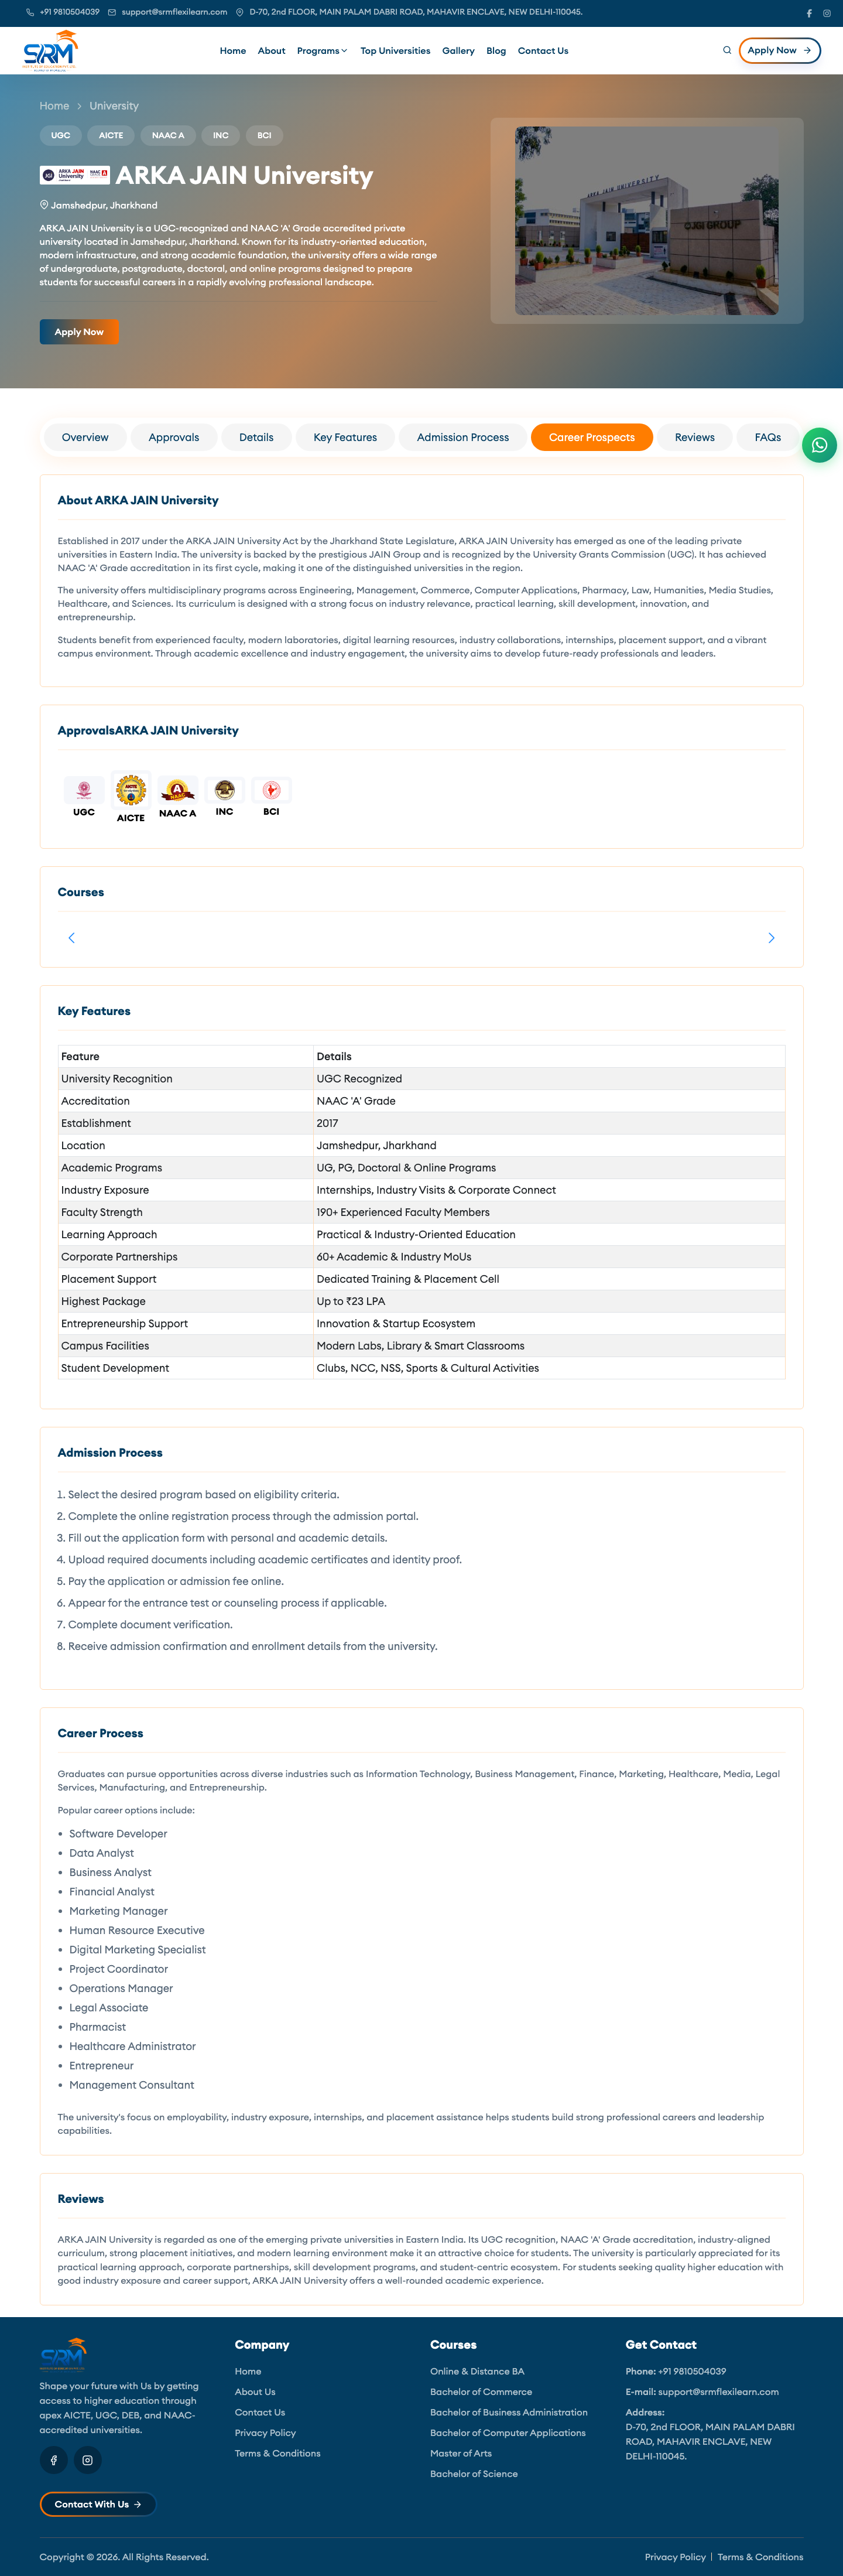 +91 9810504039 support@srmflexilearn.com D-70, 2nd FLOOR, MAIN PALAM DABRI ROAD, MAHAVIR ENCLAVE, NEW DELHI-110045.
SRM
Home About Programs Top Universities Gallery Blog Contact Us
Apply Now
Home University
UGC AICTE NAAC A INC BCI
ARKA JAIN University
ARKA JAIN University
Jamshedpur, Jharkhand
ARKA JAIN University is a UGC-recognized and NAAC 'A' Grade accredited private
university located in Jamshedpur, Jharkhand. Known for its industry-oriented education,
modern infrastructure, and strong academic foundation, the university offers a wide range
of undergraduate, postgraduate, doctoral, and online programs designed to prepare
students for successful careers in a rapidly evolving professional landscape.
Apply Now
ARKA JAIN UNIVERSITY
JGI GROUP
Overview Approvals Details Key Features Admission Process Career Prospects Reviews FAQs
About ARKA JAIN University
Established in 2017 under the ARKA JAIN University Act by the Jharkhand State Legislature, ARKA JAIN University has emerged as one of the leading private
universities in Eastern India. The university is backed by the prestigious JAIN Group and is recognized by the University Grants Commission (UGC). It has achieved
NAAC 'A' Grade accreditation in its first cycle, making it one of the distinguished universities in the region.
The university offers multidisciplinary programs across Engineering, Management, Commerce, Computer Applications, Pharmacy, Law, Humanities, Media Studies,
Healthcare, and Sciences. Its curriculum is designed with a strong focus on industry relevance, practical learning, skill development, innovation, and
entrepreneurship.
Students benefit from experienced faculty, modern laboratories, digital learning resources, industry collaborations, internships, placement support, and a vibrant
campus environment. Through academic excellence and industry engagement, the university aims to develop future-ready professionals and leaders.
ApprovalsARKA JAIN University
UGC AICTE NAAC A INC BCI
Courses
Key Features
Feature Details
University Recognition UGC Recognized
Accreditation NAAC 'A' Grade
Establishment 2017
Location Jamshedpur, Jharkhand
Academic Programs UG, PG, Doctoral & Online Programs
Industry Exposure Internships, Industry Visits & Corporate Connect
Faculty Strength 190+ Experienced Faculty Members
Learning Approach Practical & Industry-Oriented Education
Corporate Partnerships 60+ Academic & Industry MoUs
Placement Support Dedicated Training & Placement Cell
Highest Package Up to ₹23 LPA
Entrepreneurship Support Innovation & Startup Ecosystem
Campus Facilities Modern Labs, Library & Smart Classrooms
Student Development Clubs, NCC, NSS, Sports & Cultural Activities
Admission Process
1. Select the desired program based on eligibility criteria.
2. Complete the online registration process through the admission portal.
3. Fill out the application form with personal and academic details.
4. Upload required documents including academic certificates and identity proof.
5. Pay the application or admission fee online.
6. Appear for the entrance test or counseling process if applicable.
7. Complete document verification.
8. Receive admission confirmation and enrollment details from the university.
Career Process
Graduates can pursue opportunities across diverse industries such as Information Technology, Business Management, Finance, Marketing, Healthcare, Media, Legal
Services, Manufacturing, and Entrepreneurship.
Popular career options include:
Software Developer
Data Analyst
Business Analyst
Financial Analyst
Marketing Manager
Human Resource Executive
Digital Marketing Specialist
Project Coordinator
Operations Manager
Legal Associate
Pharmacist
Healthcare Administrator
Entrepreneur
Management Consultant
The university's focus on employability, industry exposure, internships, and placement assistance helps students build strong professional careers and leadership
capabilities.
Reviews
ARKA JAIN University is regarded as one of the emerging private universities in Eastern India. Its UGC recognition, NAAC 'A' Grade accreditation, industry-aligned
curriculum, strong placement initiatives, and modern learning environment make it an attractive choice for students. The university is particularly appreciated for its
practical learning approach, corporate partnerships, skill development programs, and student-centric ecosystem. For students seeking quality higher education with
good industry exposure and career support, ARKA JAIN University offers a well-rounded academic experience.
SRM
Shape your future with Us by getting
access to higher education through
apex AICTE, UGC, DEB, and NAAC-
accredited universities.
Contact With Us
Company
Home
About Us
Contact Us
Privacy Policy
Terms & Conditions
Courses
Online & Distance BA
Bachelor of Commerce
Bachelor of Business Administration
Bachelor of Computer Applications
Master of Arts
Bachelor of Science
Get Contact
Phone: +91 9810504039
E-mail: support@srmflexilearn.com
Address:
D-70, 2nd FLOOR, MAIN PALAM DABRI
ROAD, MAHAVIR ENCLAVE, NEW
DELHI-110045.
Copyright © 2026. All Rights Reserved.
Privacy Policy | Terms & Conditions